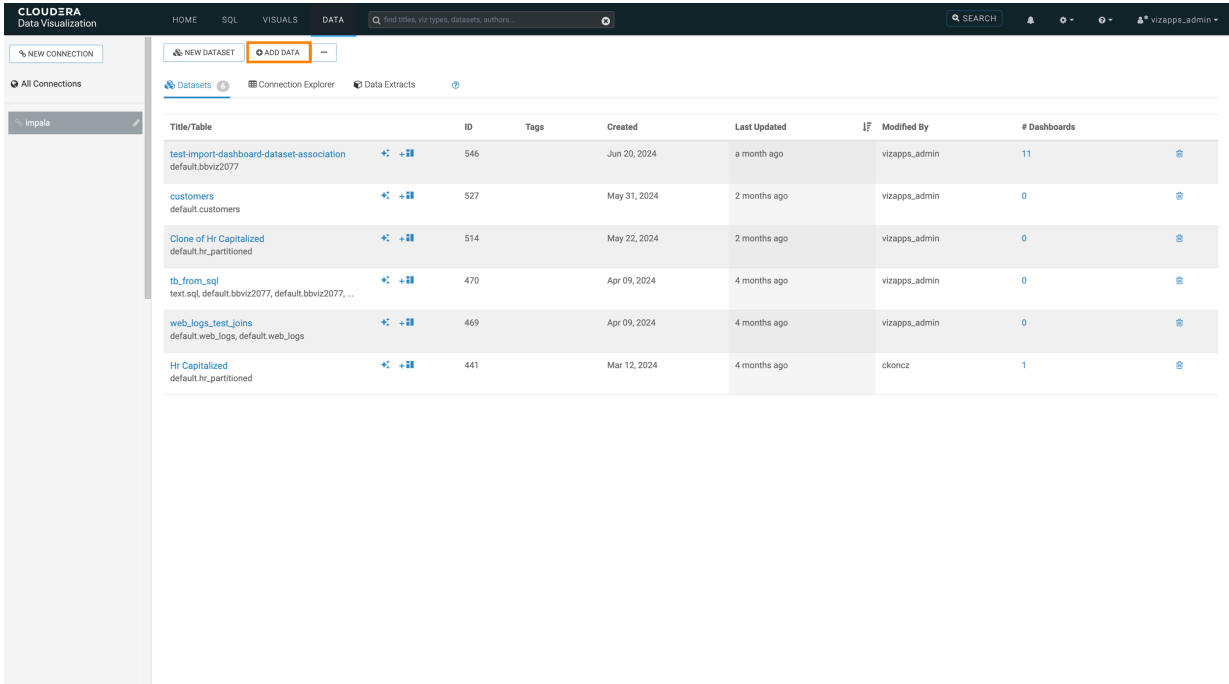 CLOUDERA
Data Visualization
HOME SQL VISUALS DATA find titles, viz types, datasets, authors... SEARCH vizapps_admin
NEW CONNECTION
NEW DATASET ADD DATA ...
All Connections
Datasets 6 Connection Explorer Data Extracts ?
impala
Title/Table ID Tags Created Last Updated Modified By # Dashboards
test-import-dashboard-dataset-association 546 Jun 20, 2024 a month ago vizapps_admin 11
default.bbviz2077
customers 527 May 31, 2024 2 months ago vizapps_admin 0
default.customers
Clone of Hr Capitalized 514 May 22, 2024 2 months ago vizapps_admin 0
default.hr_partitioned
tb_from_sql 470 Apr 09, 2024 4 months ago vizapps_admin 0
text.sql, default.bbviz2077, default.bbviz2077, ...
web_logs_test_joins 469 Apr 09, 2024 4 months ago vizapps_admin 0
default.web_logs, default.web_logs
Hr Capitalized 441 Mar 12, 2024 4 months ago ckoncz 1
default.hr_partitioned